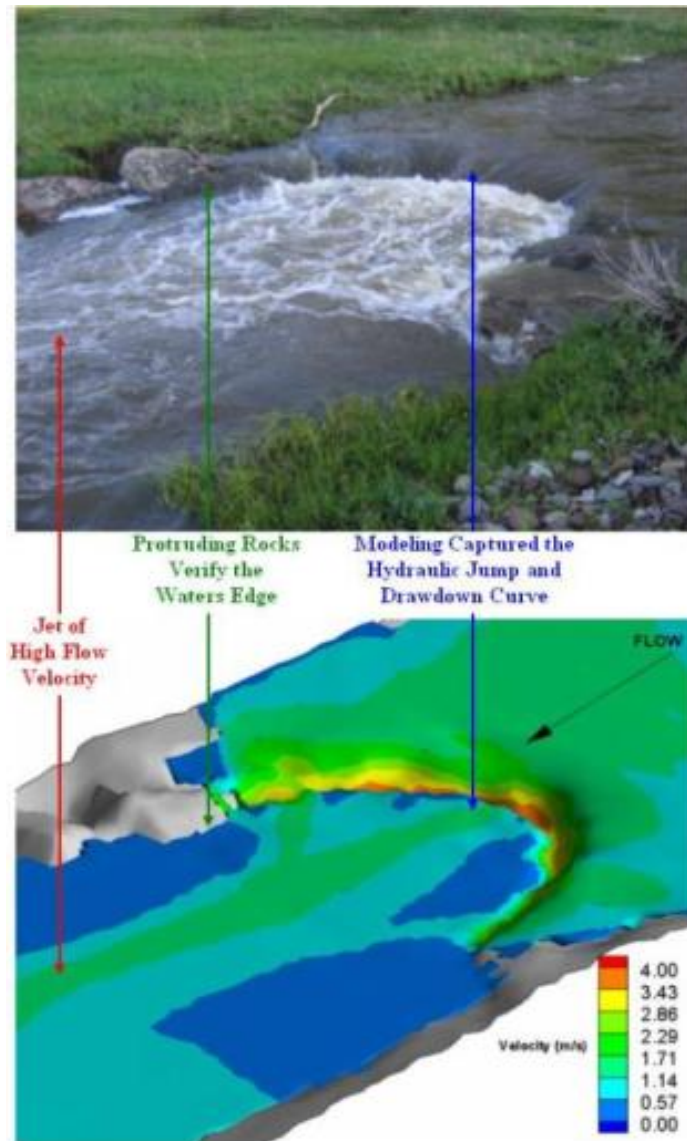 Protruding Rocks
Verify the
Waters Edge
Modeling Captured the
Hydraulic Jump and
Drawdown Curve
Jet of
High Flow
Velocity
FLOW
Velocity (m/s)
4.00
3.43
2.86
2.29
1.71
1.14
0.57
0.00